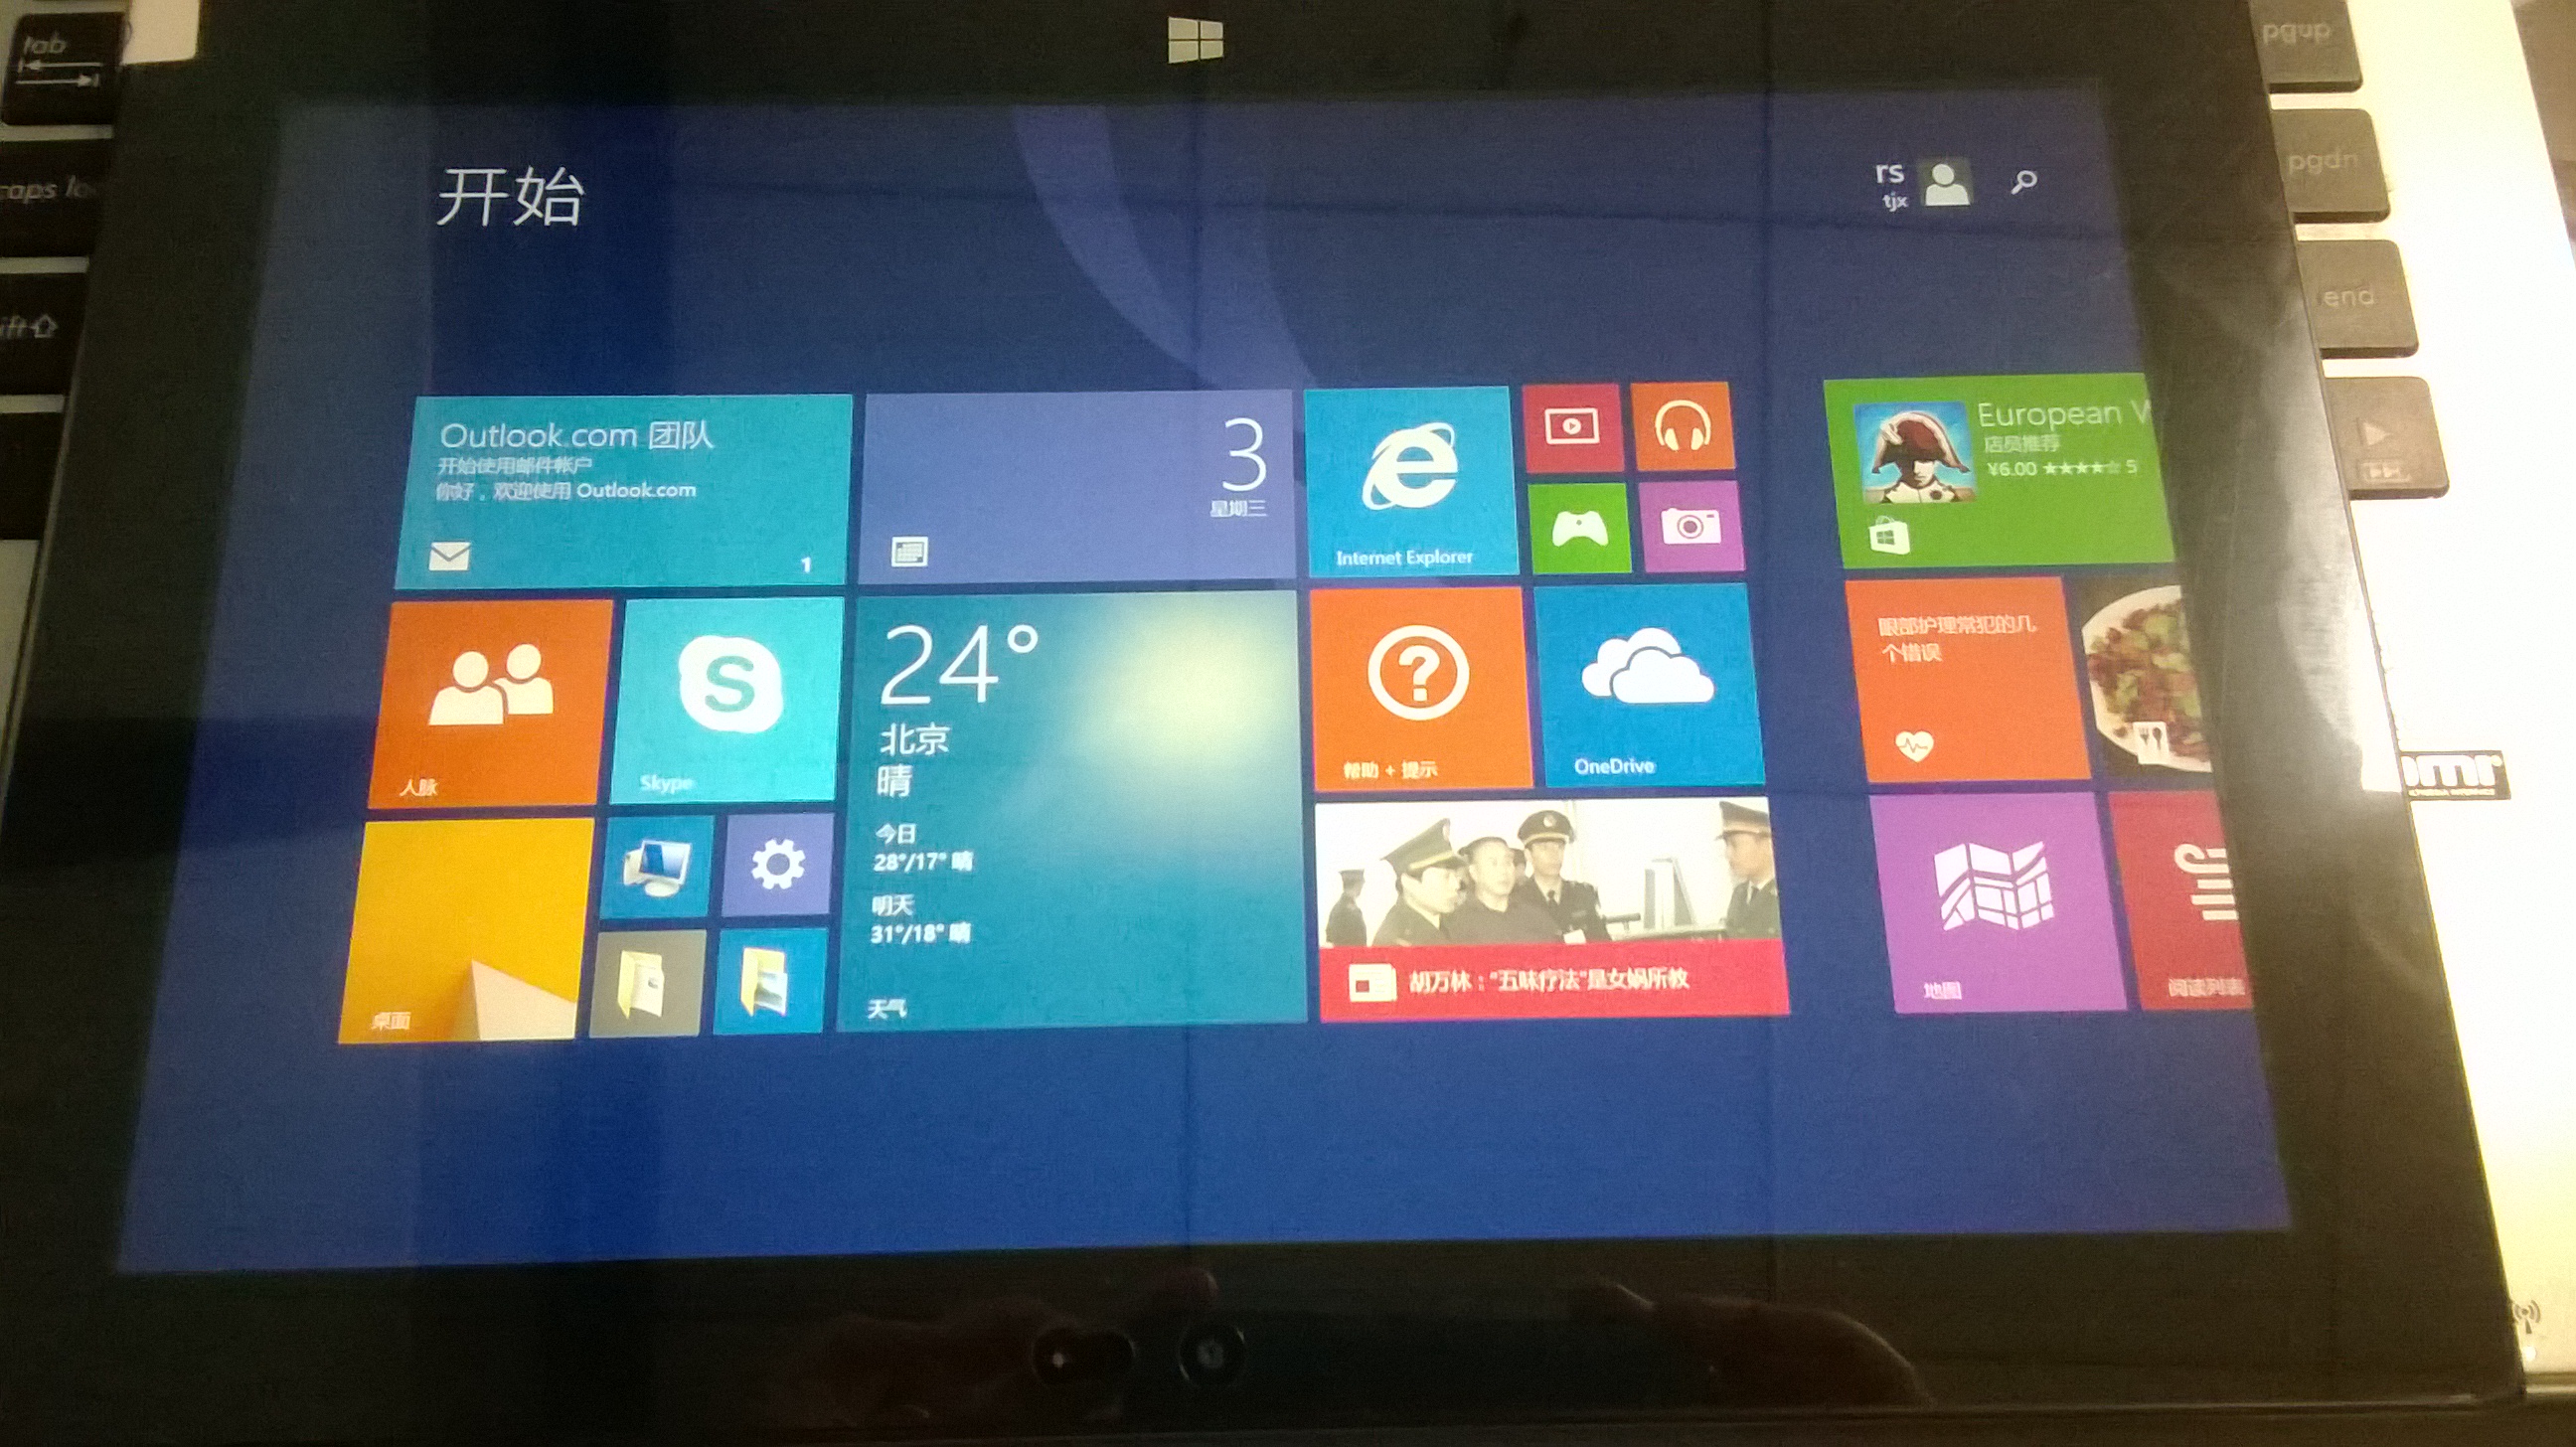 tab
pgup
caps loc
pgdn
ift
end
开始
rs
tjx
Outlook.com 团队
开始使用邮件帐户
你好，欢迎使用 Outlook.com
1
3
星期三
Internet Explorer
European W
店员推荐
¥6.00 ★★★★☆ 5
人脉
Skype
24°
北京
晴
今日
28°/17° 晴
明天
31°/18° 晴
天气
帮助 + 提示
OneDrive
眼部护理常犯的几
个错误
桌面
胡万林：“五味疗法”是女娲所教
地图
阅读列表